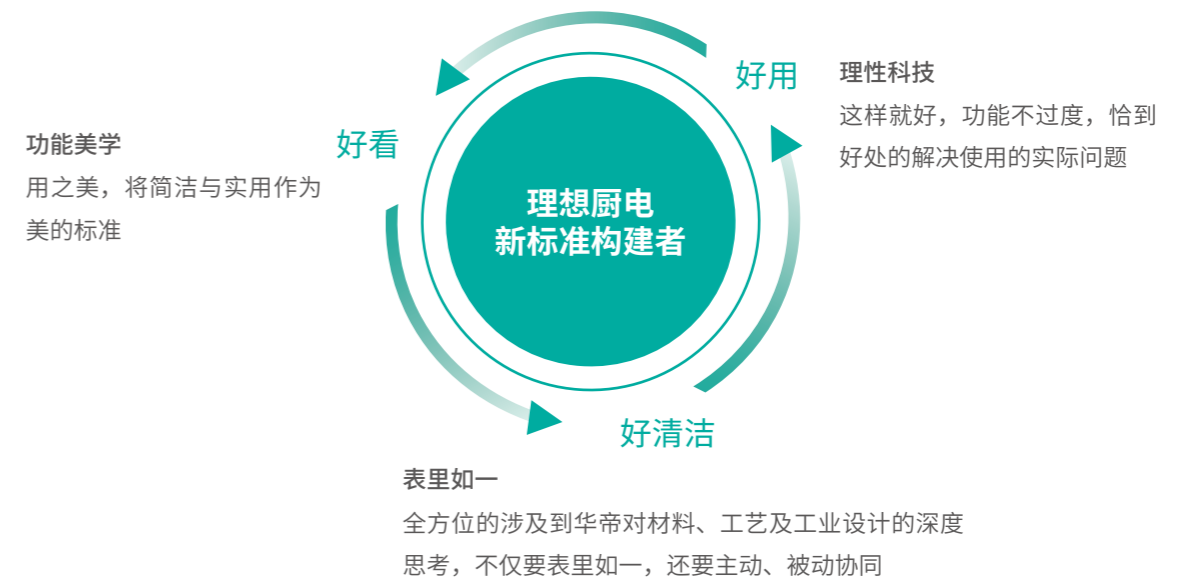 好用
理性科技
这样就好，功能不过度，恰到
好处的解决使用的实际问题
好看
功能美学
用之美，将简洁与实用作为
美的标准
理想厨电
新标准构建者
好清洁
表里如一
全方位的涉及到华帝对材料、工艺及工业设计的深度
思考，不仅要表里如一，还要主动、被动协同